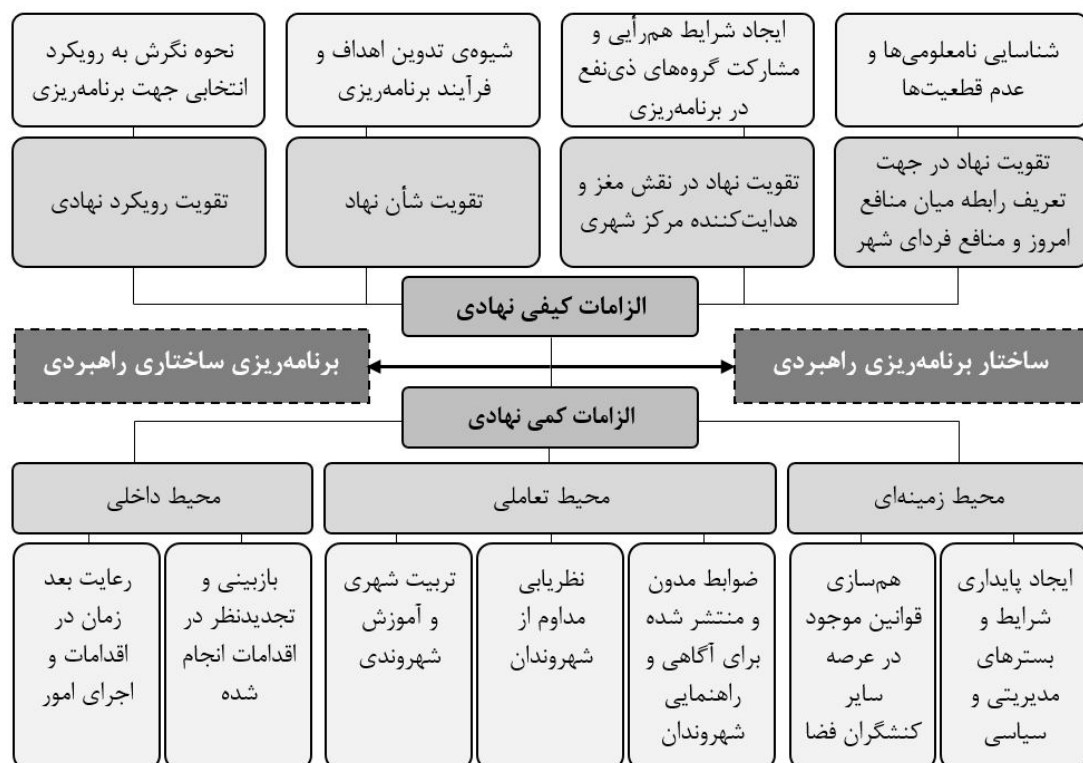 شناسایی نامعلومی‌ها و
عدم قطعیت‌ها
ایجاد شرایط هم‌رأیی و
مشارکت گروه‌های ذی‌نفع
در برنامه‌ریزی
شیوه‌ی تدوین اهداف و
فرآیند برنامه‌ریزی
نحوه نگرش به رویکرد
انتخابی جهت برنامه‌ریزی
تقویت نهاد در جهت
تعریف رابطه میان منافع
امروز و منافع فردای شهر
تقویت نهاد در نقش مغز و
هدایت‌کننده مرکز شهری
تقویت شأن نهاد
تقویت رویکرد نهادی
الزامات کیفی نهادی
ساختار برنامه‌ریزی راهبردی
برنامه‌ریزی ساختاری راهبردی
الزامات کمی نهادی
محیط زمینه‌ای
محیط تعاملی
محیط داخلی
ایجاد پایداری
شرایط و
بسترهای
مدیریتی و
سیاسی
هم‌سازی
قوانین موجود
در عرصه
سایر
کنشگران فضا
ضوابط مدون
و منتشر شده
برای آگاهی و
راهنمایی
شهروندان
نظریابی
مداوم از
شهروندان
تربیت شهری
و آموزش
شهروندی
بازبینی و
تجدیدنظر در
اقدامات انجام
شده
رعایت بعد
زمان در
اقدامات و
اجرای امور